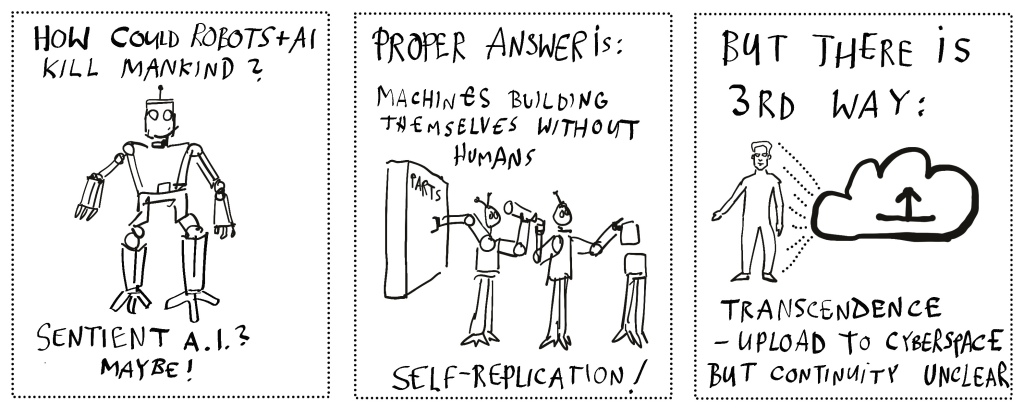 HOW COULD ROBOTS+AI
KILL MANKIND?
SENTIENT A.I.?
MAYBE!
PROPER ANSWER IS:
MACHINES BUILDING
THEMSELVES WITHOUT
HUMANS
PARTS
SELF-REPLICATION!
BUT THERE IS
3RD WAY:
TRANSCENDENCE
- UPLOAD TO CYBERSPACE
BUT CONTINUITY UNCLEAR